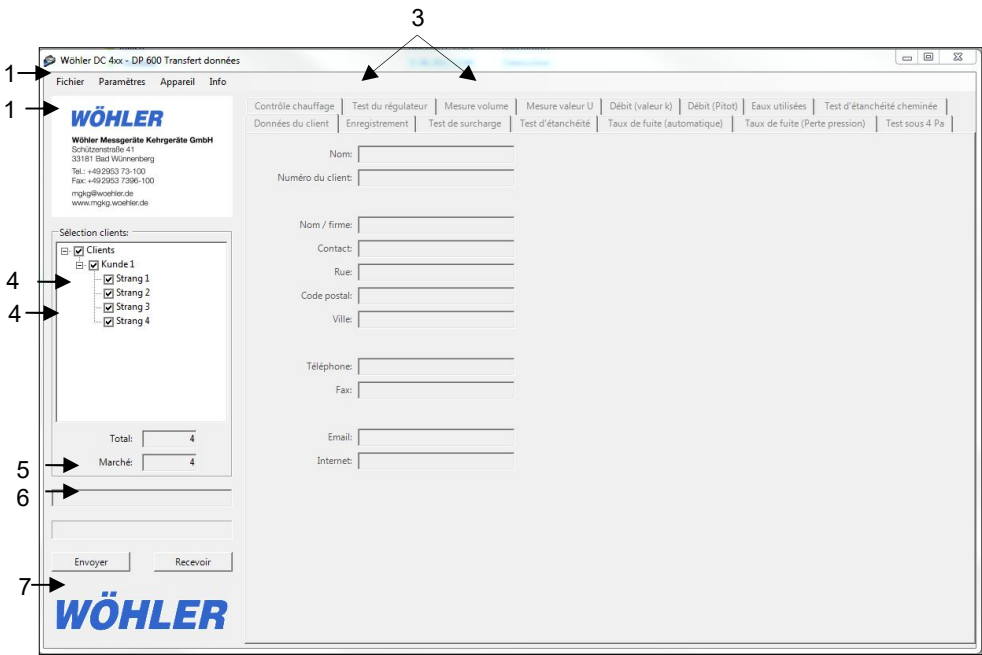 3
Wöhler DC 4xx - DP 600 Transfert données
1
Fichier Paramètres Appareil Info
1
WÖHLER
Wöhler Messgeräte Kehrgeräte GmbH
Schützenstraße 41
33181 Bad Wünnenberg
Tel.: +49 2953 73-100
Fax: +49 2953 7396-100
mgkg@woehler.de
www.mgkg.woehler.de
Contrôle chauffage Test du régulateur Mesure volume Mesure valeur U Débit (valeur k) Débit (Pitot) Eaux utilisées Test d'étanchéité cheminée
Données du client Enregistrement Test de surcharge Test d'étanchéité Taux de fuite (automatique) Taux de fuite (Perte pression) Test sous 4 Pa
Nom:
Numéro du client:
Nom / firme:
Contact:
Rue:
Code postal:
Ville:
Téléphone:
Fax:
Email:
Internet:
Sélection clients:
Clients
Kunde 1
4
Strang 1
Strang 2
4
Strang 3
Strang 4
Total: 4
5
Marché: 4
6
Envoyer Recevoir
7
WÖHLER